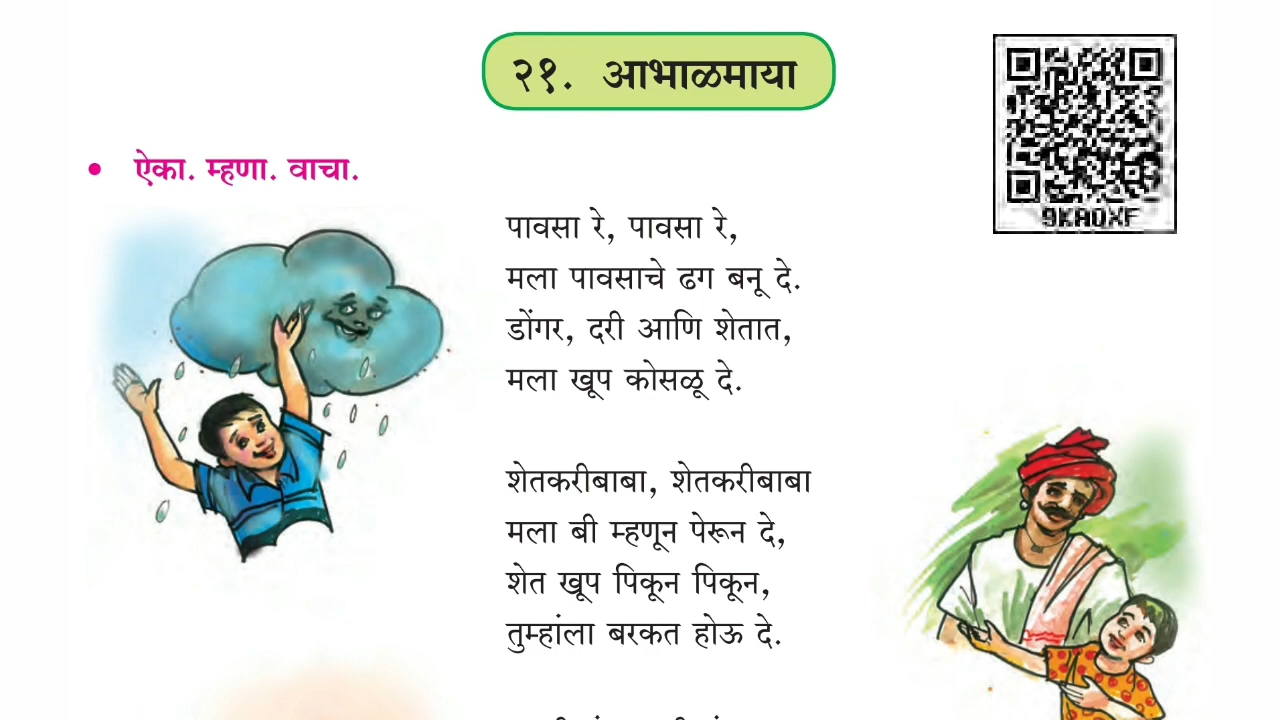 २१. आभाळमाया
9KAQXF
• ऐका. म्हणा. वाचा.
पावसा रे, पावसा रे,
मला पावसाचे ढग बनू दे.
डोंगर, दरी आणि शेतात,
मला खूप कोसळू दे.
शेतकरीबाबा, शेतकरीबाबा
मला बी म्हणून पेरून दे,
शेत खूप पिकून पिकून,
तुम्हांला बरकत होऊ दे.